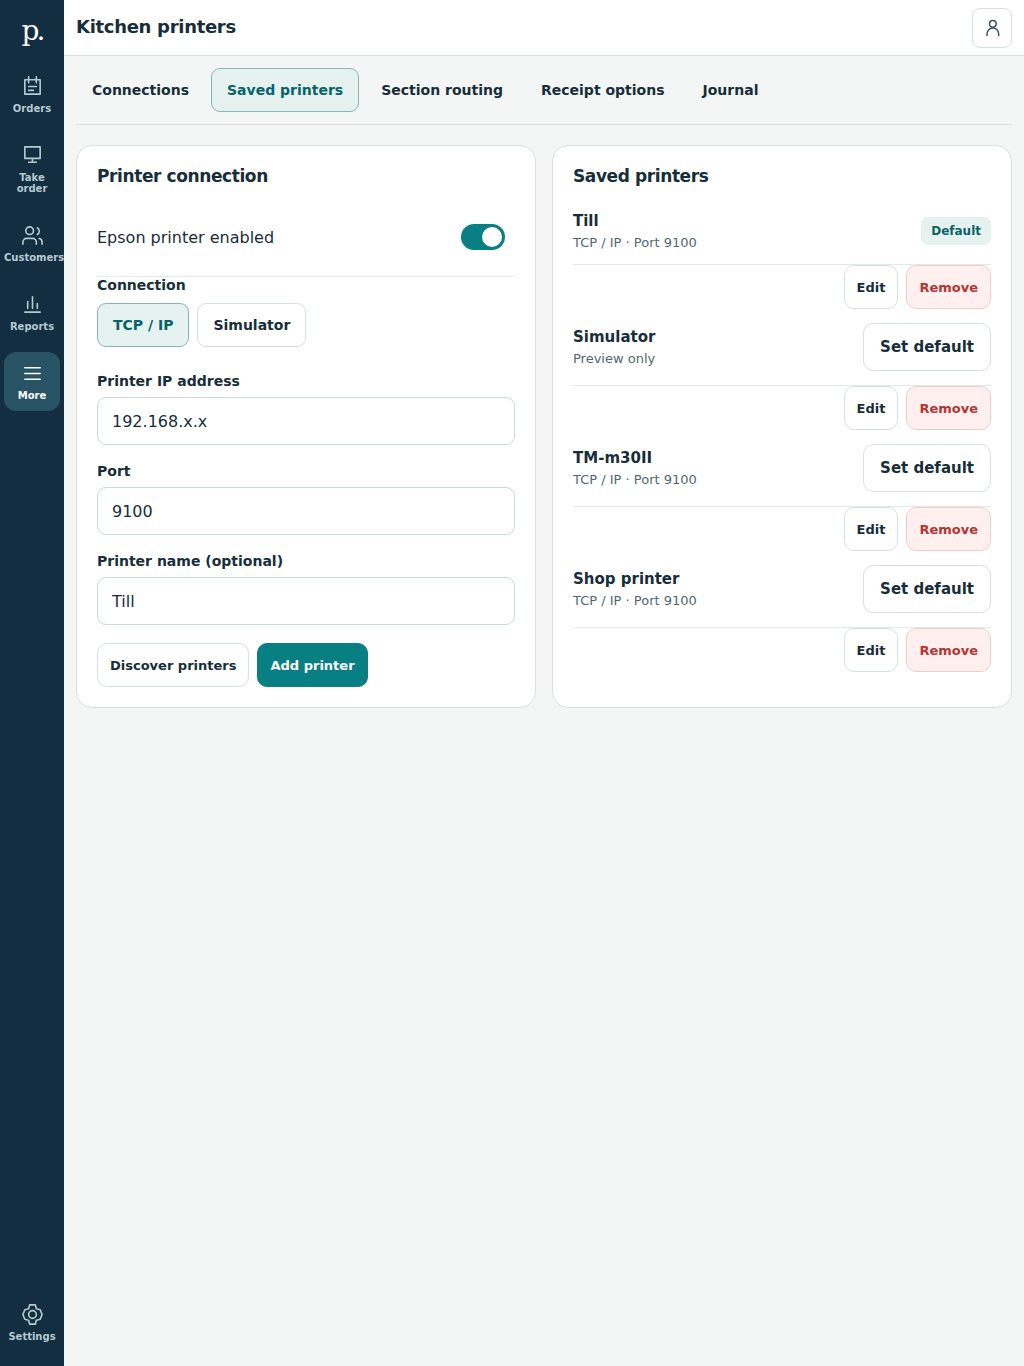 p.
Kitchen printers
Orders
Take
order
Customers
Reports
More
Settings
Connections
Saved printers
Section routing
Receipt options
Journal
Printer connection
Epson printer enabled
Connection
TCP / IP
Simulator
Printer IP address
192.168.x.x
Port
9100
Printer name (optional)
Till
Discover printers
Add printer
Saved printers
Till
TCP / IP · Port 9100
Default
Edit
Remove
Simulator
Preview only
Set default
Edit
Remove
TM-m30II
TCP / IP · Port 9100
Set default
Edit
Remove
Shop printer
TCP / IP · Port 9100
Set default
Edit
Remove